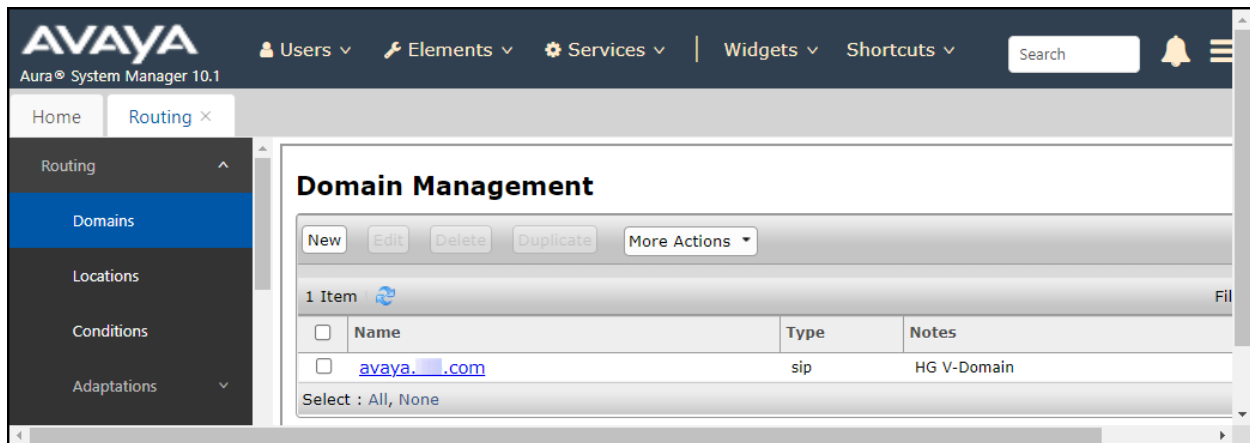 AVAYA
Aura® System Manager 10.1
Users Elements Services | Widgets Shortcuts Search
Home Routing ×
Routing
Domains
Locations
Conditions
Adaptations
Domain Management
New Edit Delete Duplicate More Actions
1 Item Fil
Name Type Notes
avaya. .com sip HG V-Domain
Select : All, None